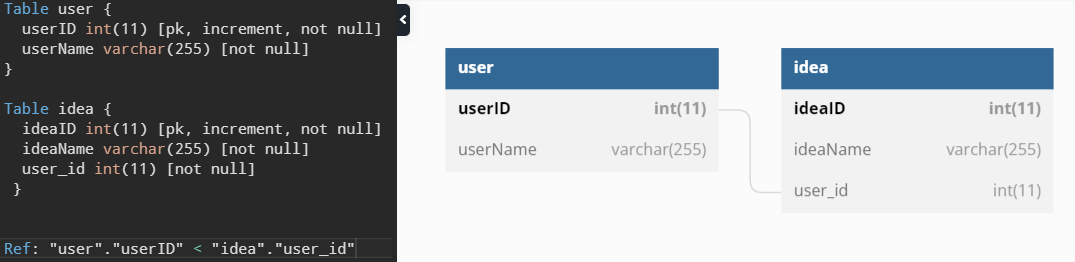 Table user {
  userID int(11) [pk, increment, not null]
  userName varchar(255) [not null]
}
Table idea {
  ideaID int(11) [pk, increment, not null]
  ideaName varchar(255) [not null]
  user_id int(11) [not null]
 }
Ref: "user"."userID" < "idea"."user_id"
user
userID int(11)
userName varchar(255)
idea
ideaID int(11)
ideaName varchar(255)
user_id int(11)